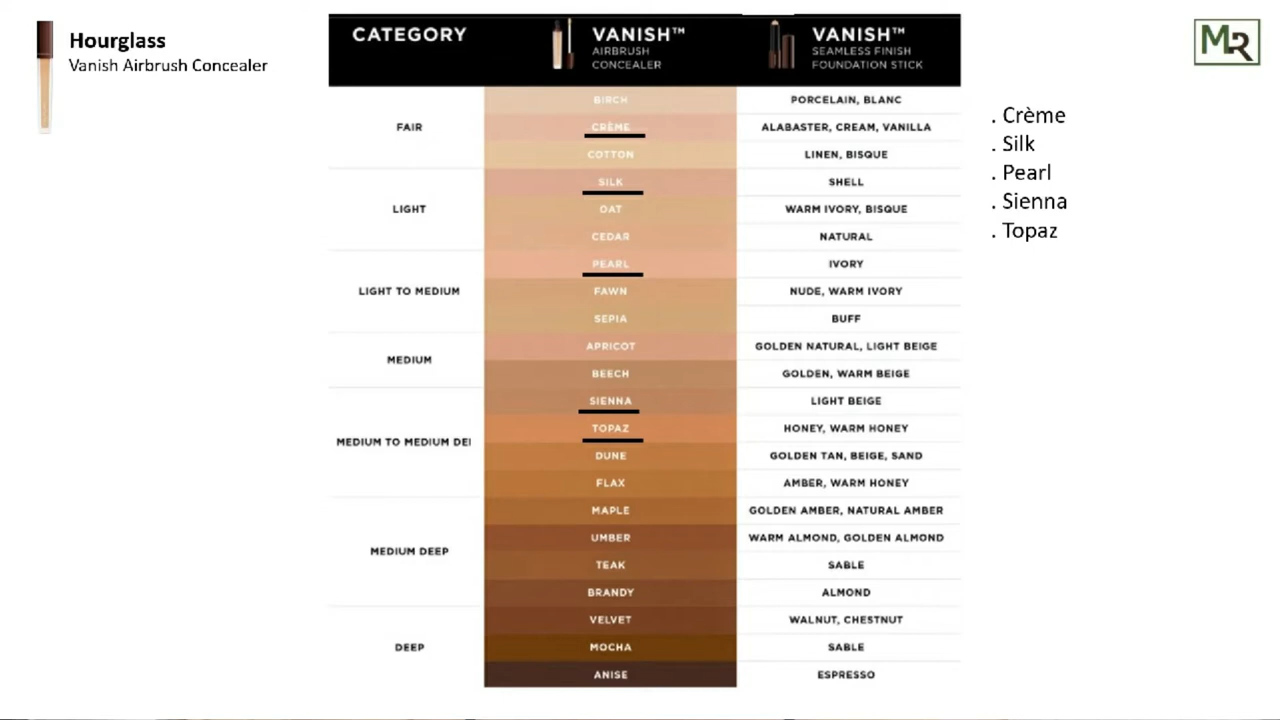 Hourglass
Vanish Airbrush Concealer
CATEGORY
VANISH™
AIRBRUSH
CONCEALER
VANISH™
SEAMLESS FINISH
FOUNDATION STICK
MR
FAIR
BIRCH
PORCELAIN, BLANC
CRÈME
ALABASTER, CREAM, VANILLA
COTTON
LINEN, BISQUE
LIGHT
SILK
SHELL
OAT
WARM IVORY, BISQUE
CEDAR
NATURAL
LIGHT TO MEDIUM
PEARL
IVORY
FAWN
NUDE, WARM IVORY
SEPIA
BUFF
MEDIUM
APRICOT
GOLDEN NATURAL, LIGHT BEIGE
BEECH
GOLDEN, WARM BEIGE
MEDIUM TO MEDIUM DEI
SIENNA
LIGHT BEIGE
TOPAZ
HONEY, WARM HONEY
DUNE
GOLDEN TAN, BEIGE, SAND
FLAX
AMBER, WARM HONEY
MEDIUM DEEP
MAPLE
GOLDEN AMBER, NATURAL AMBER
UMBER
WARM ALMOND, GOLDEN ALMOND
TEAK
SABLE
BRANDY
ALMOND
DEEP
VELVET
WALNUT, CHESTNUT
MOCHA
SABLE
ANISE
ESPRESSO
. Crème
. Silk
. Pearl
. Sienna
. Topaz